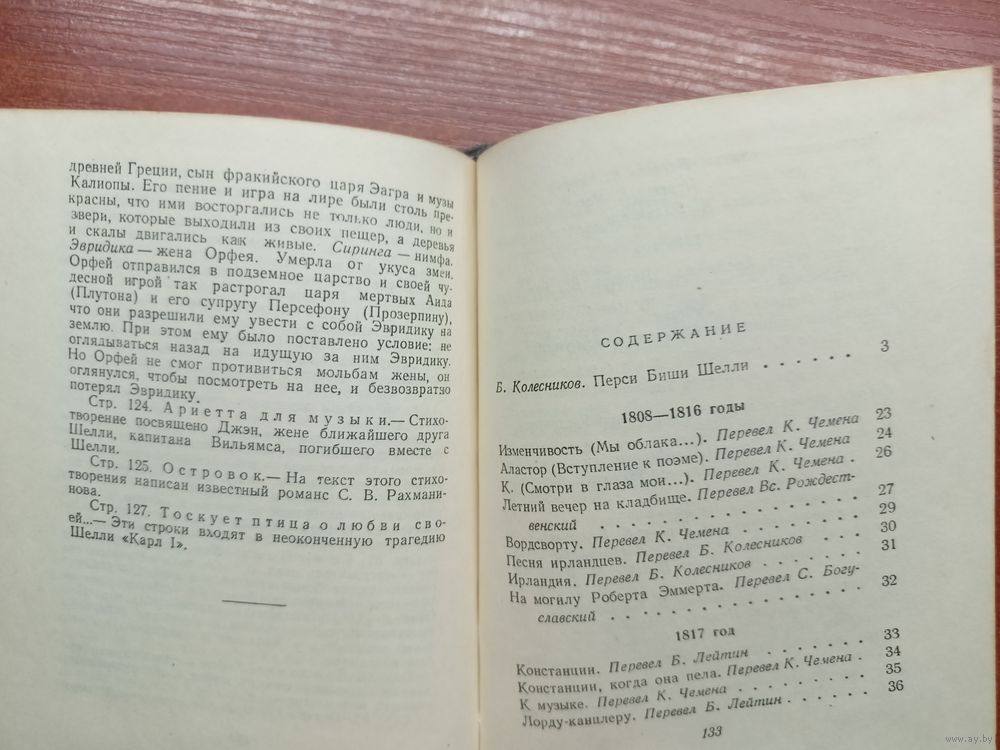 древней Греции, сын фракийского царя Эагра и музы
Калиопы. Его пение и игра на лире были столь пре-
красны, что ими восторгались не только люди, но и
звери, которые выходили из своих пещер, а деревья
и скалы двигались как живые. Сиринга — нимфа.
Эвридика — жена Орфея. Умерла от укуса змеи.
Орфей отправился в подземное царство и своей чу-
десной игрой так растрогал царя мертвых Аида
(Плутона) и его супругу Персефону (Прозерпину),
что они разрешили ему увести с собой Эвридику на
землю. При этом ему было поставлено условие: не
оглядываться назад на идущую за ним Эвридику.
Но Орфей не смог противиться мольбам жены, он
оглянулся, чтобы посмотреть на нее, и безвозвратно
потерял Эвридику.
Стр. 124. Ариетта для музыки.— Стихо-
творение посвящено Джэн, жене ближайшего друга
Шелли, капитана Вильямса, погибшего вместе с
Шелли.
Стр. 125. Островок.— На текст этого стихо-
творения написан известный романс С. В. Рахмани-
нова.
Стр. 127. Тоскует птица о любви сво-
ей...— Эти строки входят в неоконченную трагедию
Шелли «Карл I».
СОДЕРЖАНИЕ
Б. Колесников. Перси Биши Шелли . . . . . . 3
1808—1816 годы
Изменчивость (Мы облака...). Перевел К. Чемена 23
Аластор (Вступление к поэме). Перевел К. Чемена 24
К. (Смотри в глаза мои...). Перевел К. Чемена . 26
Летний вечер на кладбище. Перевел Вс. Рождест-
венский . . . . . . . . . . . . 27
Вордсворту. Перевел К. Чемена . . . . . . 29
Песня ирландцев. Перевел Б. Колесников . . . 30
Ирландия. Перевел Б. Колесников . . . . . 31
На могилу Роберта Эммерта. Перевел С. Богу-
славский . . . . . . . . . . . 32
1817 год
Констанции. Перевел Б. Лейтин . . . . . . 33
Констанции, когда она пела. Перевел К. Чемена . 34
К музыке. Перевел К. Чемена . . . . . . . 35
Лорду-канцлеру. Перевел Б. Лейтин . . . . . 36
133
www.ay.by